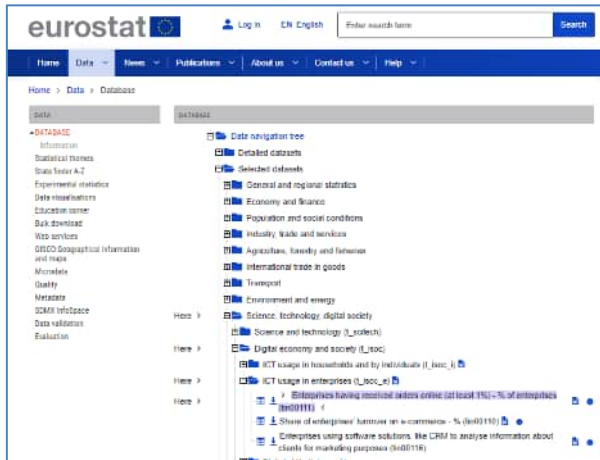 eurostat
Log in EN English Enter search term Search
Home Data News Publications About us Contact us Help
Home > Data > Database
DATA
DATABASE
DATABASE
Information
Statistical themes
Stats finder A-Z
Experimental statistics
Data visualisations
Education corner
Bulk download
Web services
GISCO:Geographical information
and maps
Microdata
Quality
Metadata
SDMX InfoSpace
Data validation
Evaluation
Data navigation tree
Detailed datasets
Selected datasets
General and regional statistics
Economy and finance
Population and social conditions
Industry, trade and services
Agriculture, forestry and fisheries
International trade in goods
Transport
Environment and energy
Here > Science, technology, digital society
Science and technology (t_scitech)
Here > Digital economy and society (t_isoc)
ICT usage in households and by individuals (t_isoc_i)
Here > ICT usage in enterprises (t_isoc_e)
Here > Enterprises having received orders online (at least 1%) - % of enterprises
(tin00111)
Share of enterprises' turnover on e-commerce - % (tin00110)
Enterprises using software solutions, like CRM to analyse information about
clients for marketing purposes (tin00116)